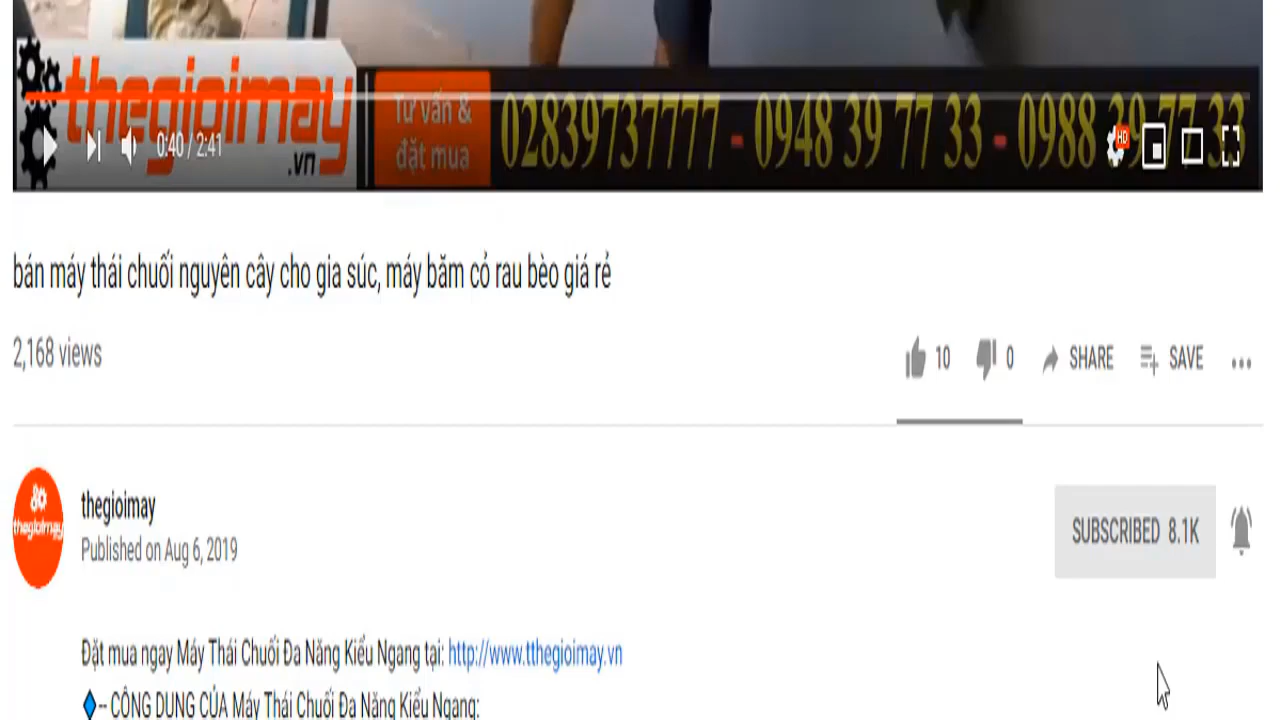 thegioimay
.vn
Tư vấn &
đặt mua
02839737777 - 0948 39 77 33 - 0988 39 77 33
0:40 / 2:41
HD
bán máy thái chuối nguyên cây cho gia súc, máy băm cỏ rau bèo giá rẻ
2,168 views
10 0 SHARE SAVE
thegioimay
thegioimay
Published on Aug 6, 2019
SUBSCRIBED 8.1K
Đặt mua ngay Máy Thái Chuối Đa Năng Kiểu Ngang tại: http://www.tthegioimay.vn
-- CÔNG DỤNG CỦA Máy Thái Chuối Đa Năng Kiểu Ngang: